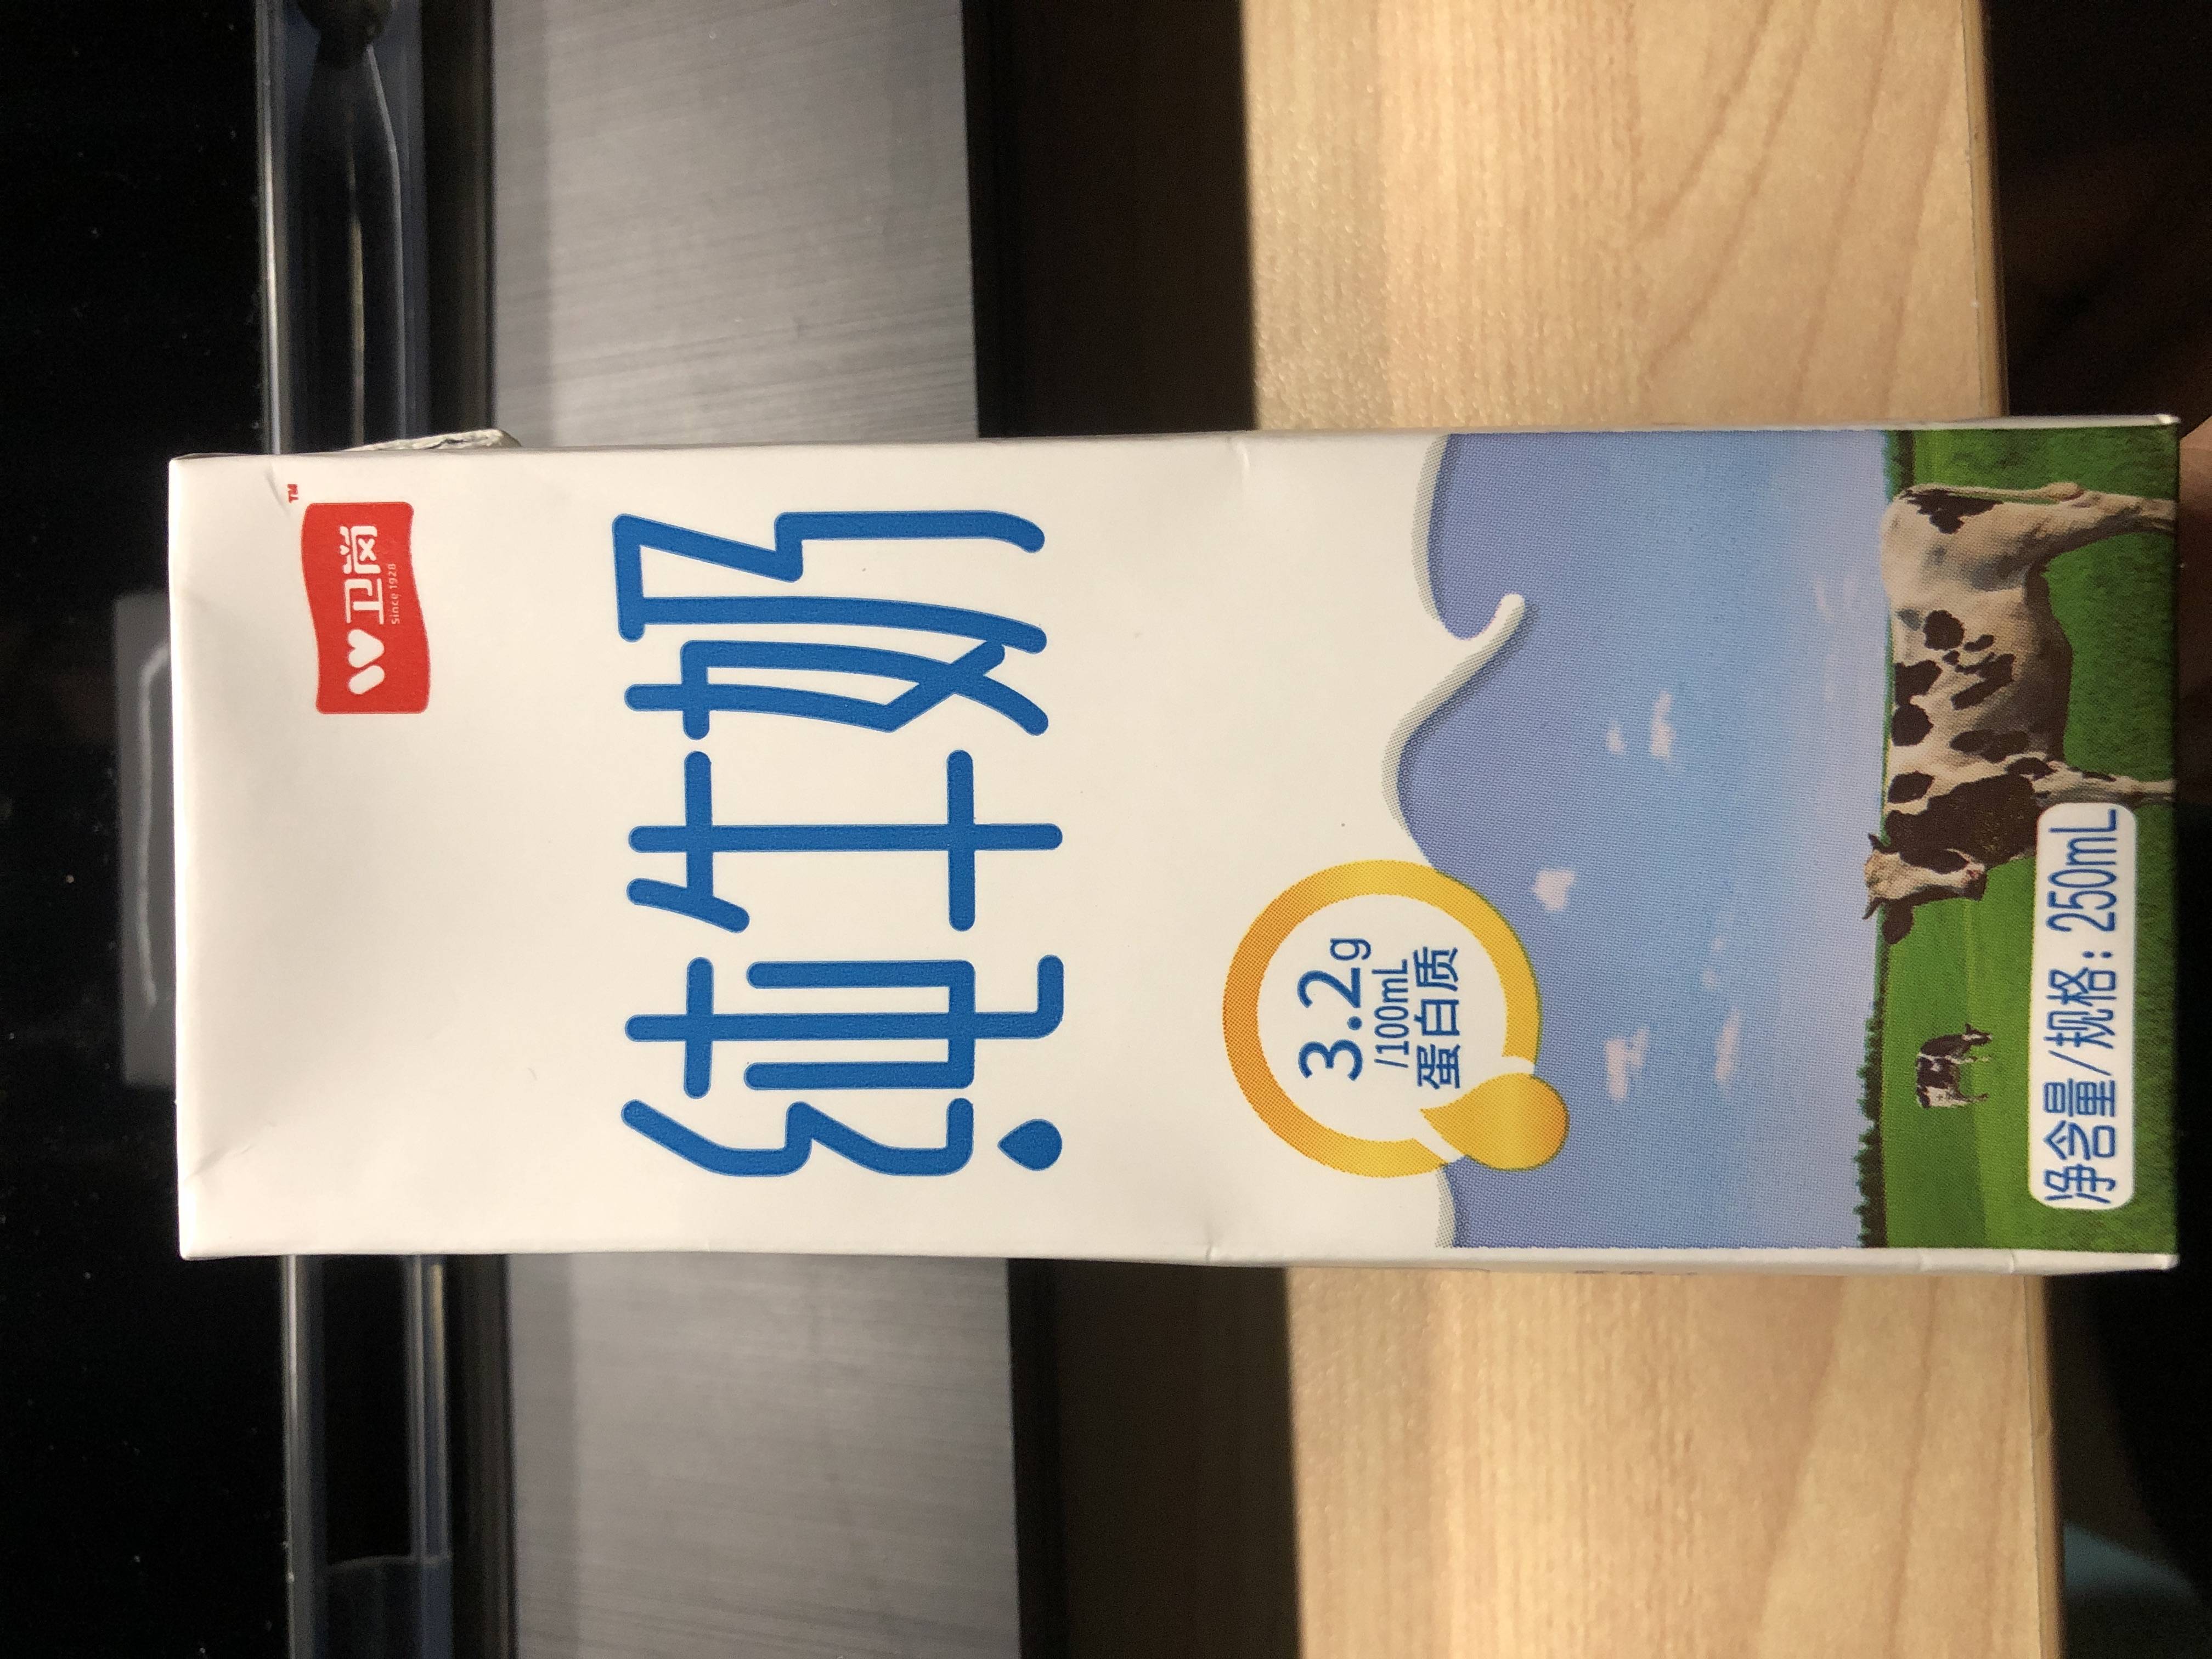 卫岗
since 1928
TM
纯牛奶
3.2g
/100mL
蛋白质
净含量/规格: 250mL